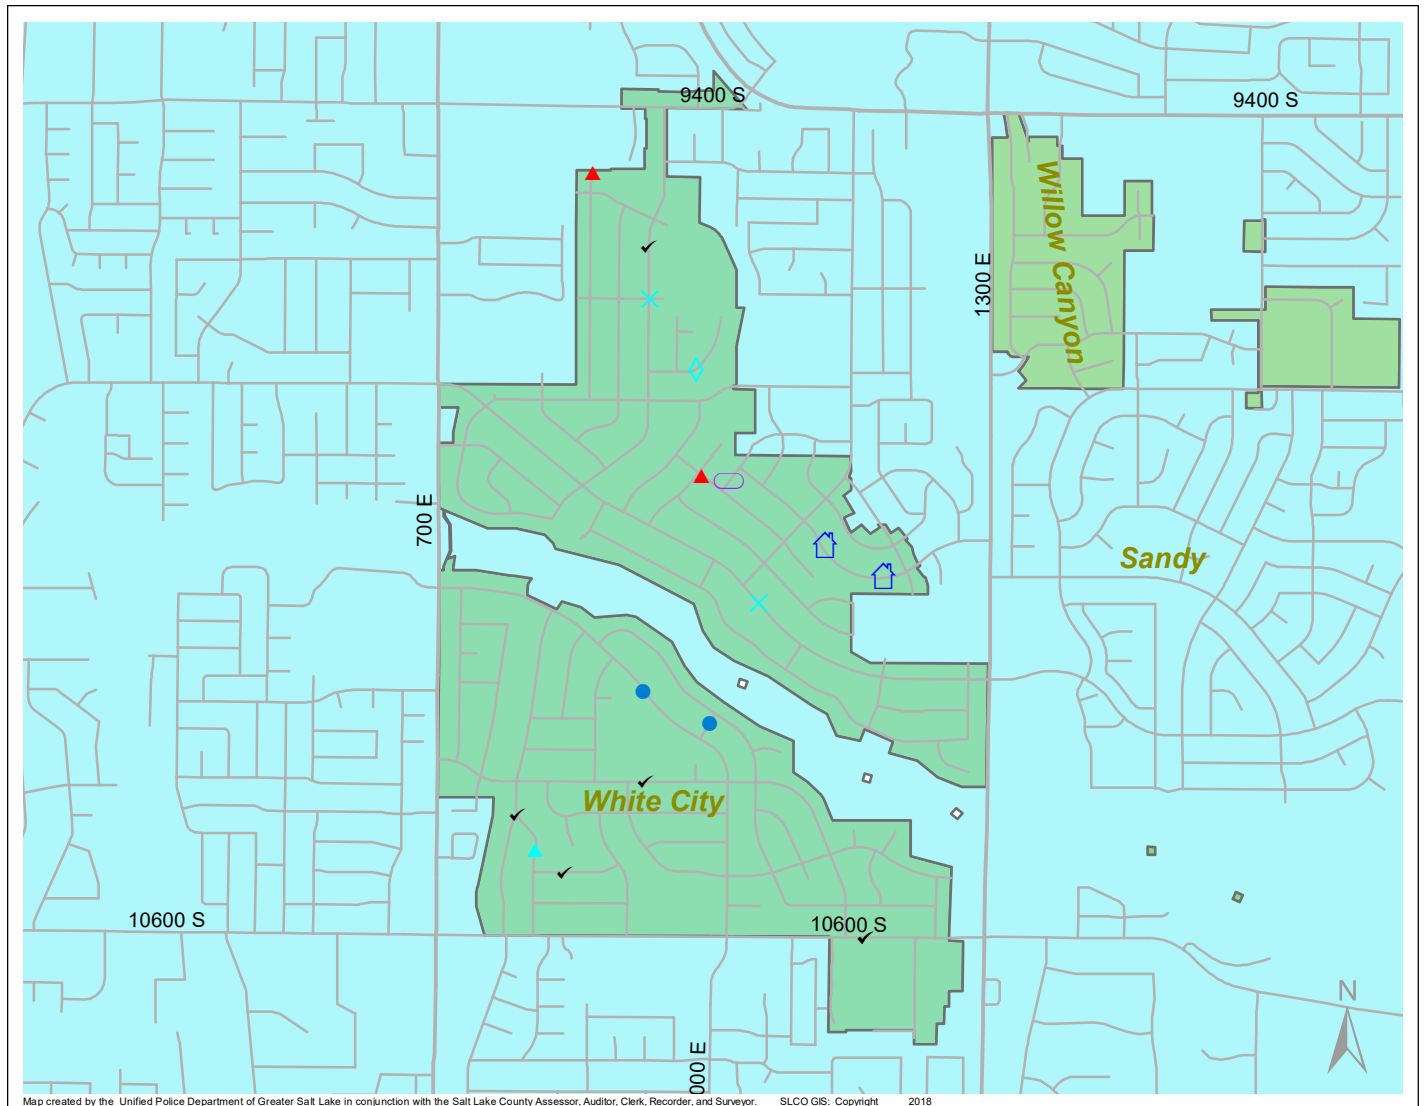 9400 S
9400 S
Willow Canyon
1300 E
700 E
Sandy
White City
10600 S
10600 S
N
000 E
Map created by the Unified Police Department of Greater Salt Lake in conjunction with the Salt Lake County Assessor, Auditor, Clerk, Recorder, and Surveyor. SLCO GIS: Copyright 2018